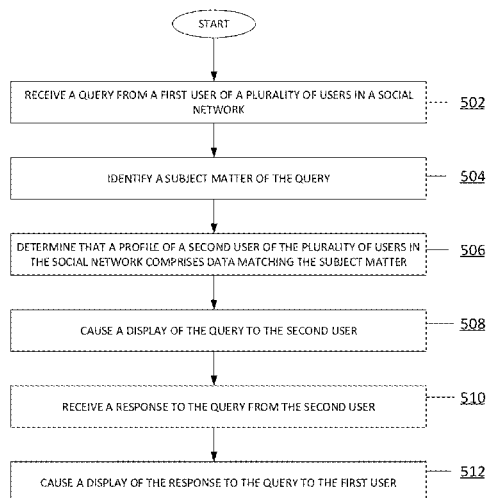 START
RECEIVE A QUERY FROM A FIRST USER OF A PLURALITY OF USERS IN A SOCIAL
NETWORK
502
IDENTIFY A SUBJECT MATTER OF THE QUERY
504
DETERMINE THAT A PROFILE OF A SECOND USER OF THE PLURALITY OF USERS IN
THE SOCIAL NETWORK COMPRISES DATA MATCHING THE SUBJECT MATTER
506
CAUSE A DISPLAY OF THE QUERY TO THE SECOND USER
508
RECEIVE A RESPONSE TO THE QUERY FROM THE SECOND USER
510
CAUSE A DISPLAY OF THE RESPONSE TO THE QUERY TO THE FIRST USER
512